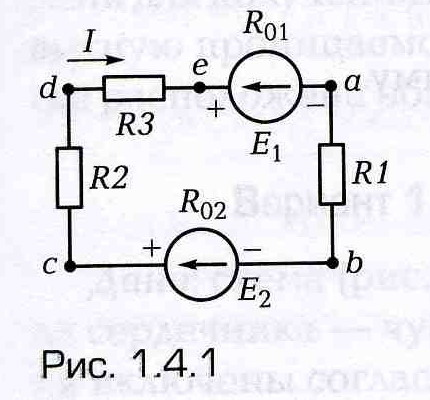 R01
I
d
e
a
+
−
R3
E1
R2
R1
R02
c
+
−
b
E2
Рис. 1.4.1